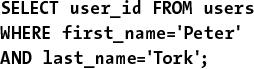 SELECT user_id FROM users
WHERE first_name='Peter'
AND last_name='Tork';